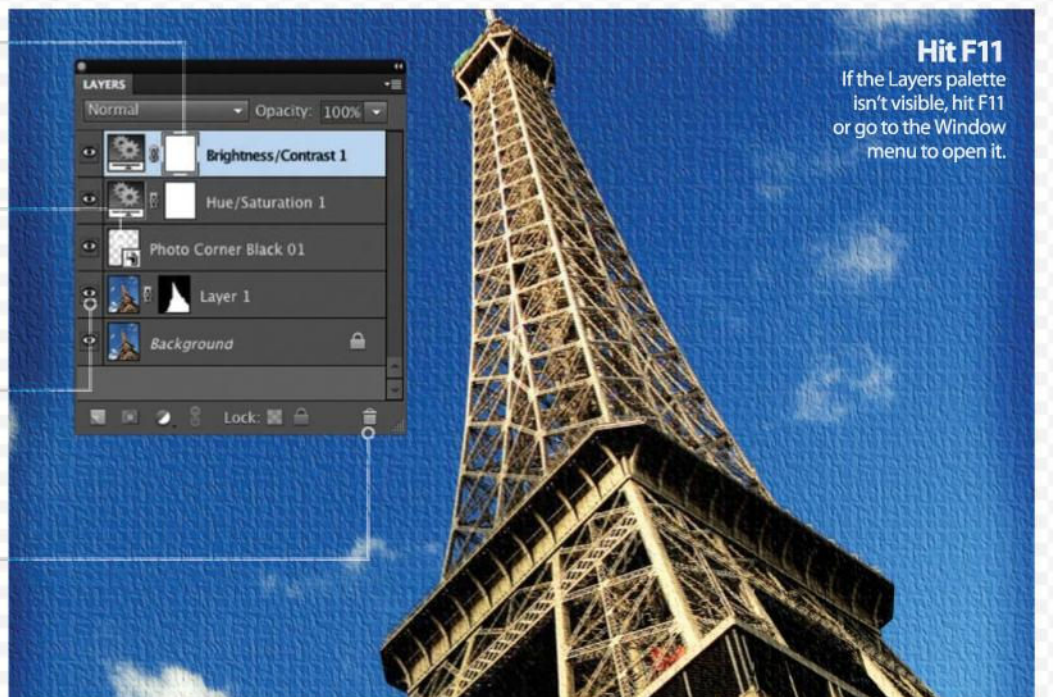 Hit F11
If the Layers palette
isn't visible, hit F11
or go to the Window
menu to open it.
LAYERS
Normal Opacity: 100%
Brightness/Contrast 1
Hue/Saturation 1
Photo Corner Black 01
Layer 1
Background
Lock: